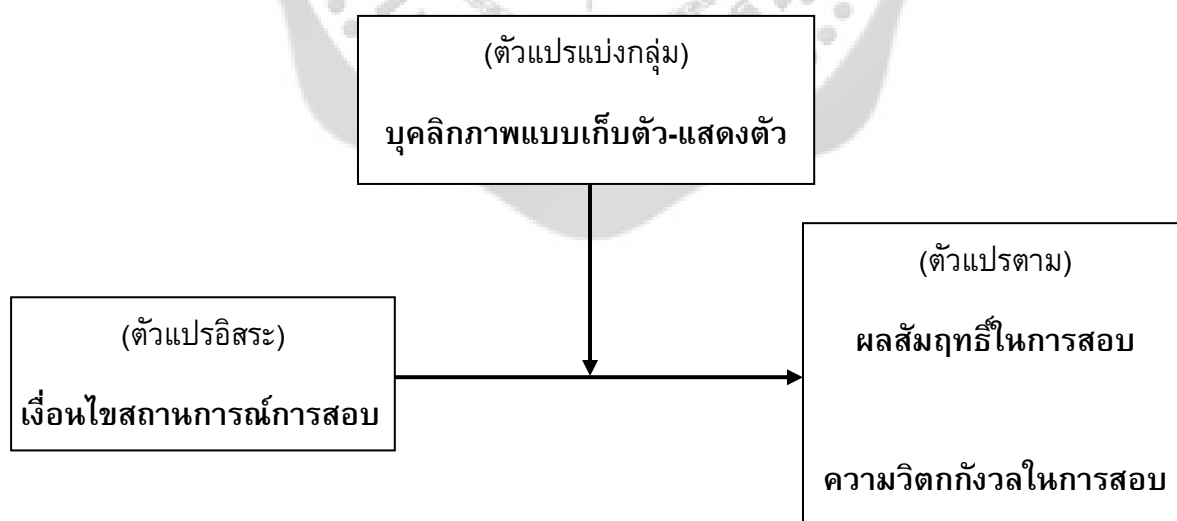 (ตัวแปรแบ่งกลุ่ม)
บุคลิกภาพแบบเก็บตัว-แสดงตัว
(ตัวแปรอิสระ)
เงื่อนไขสถานการณ์การสอบ
(ตัวแปรตาม)
ผลสัมฤทธิ์ในการสอบ
ความวิตกกังวลในการสอบ